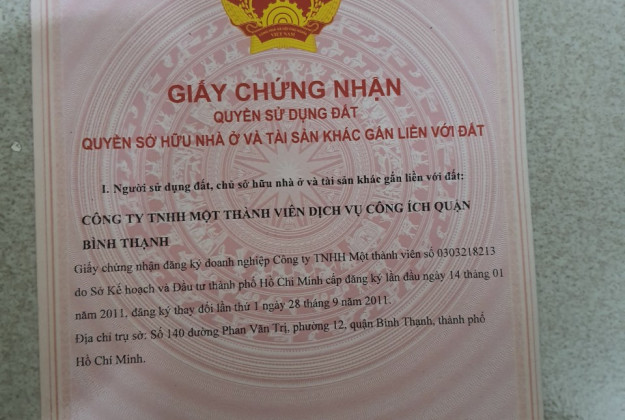 VIỆT NAM
GIẤY CHỨNG NHẬN
QUYỀN SỬ DỤNG ĐẤT
QUYỀN SỞ HỮU NHÀ Ở VÀ TÀI SẢN KHÁC GẮN LIỀN VỚI ĐẤT
I. Người sử dụng đất, chủ sở hữu nhà ở và tài sản khác gắn liền với đất:
CÔNG TY TNHH MỘT THÀNH VIÊN DỊCH VỤ CÔNG ÍCH QUẬN
BÌNH THẠNH
Giấy chứng nhận đăng ký doanh nghiệp Công ty TNHH Một thành viên số 0303218213
do Sở Kế hoạch và Đầu tư thành phố Hồ Chí Minh cấp đăng ký lần đầu ngày 14 tháng 01
năm 2011, đăng ký thay đổi lần thứ 1 ngày 28 tháng 9 năm 2011.
Địa chỉ trụ sở: Số 140 đường Phan Văn Trị, phường 12, quận Bình Thạnh, thành phố
Hồ Chí Minh.